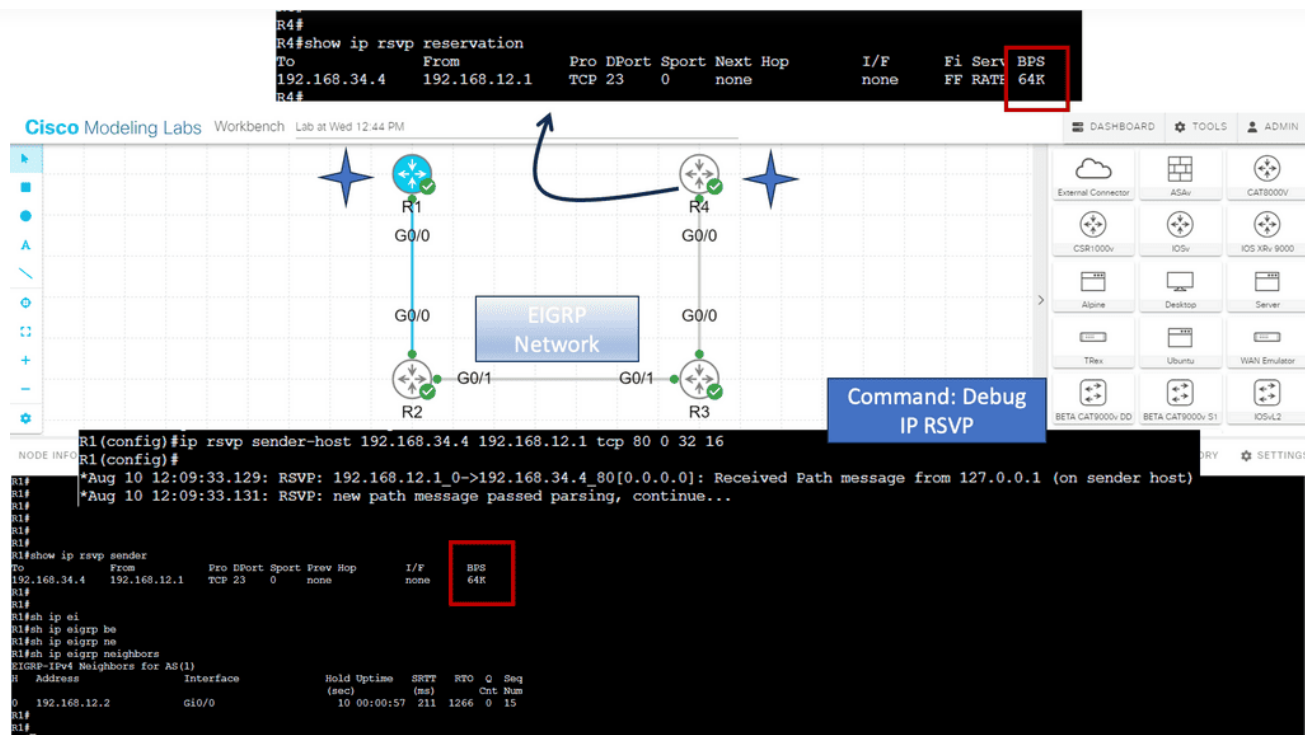 R4#
R4#show ip rsvp reservation
To From Pro DPort Sport Next Hop I/F Fi Serv BPS
192.168.34.4 192.168.12.1 TCP 23 0 none none FF RATE 64K
R4#
Cisco Modeling Labs Workbench Lab at Wed 12:44 PM
DASHBOARD TOOLS ADMIN
R1
R4
G0/0
G0/0
G0/0
G0/0
EIGRP
Network
G0/1
G0/1
R2
R3
External Connector ASAv CAT8000V
CSR1000v IOSv IOS XRv 9000
Alpine Desktop Server
TRex Ubuntu WAN Emulator
BETA CAT9000v DD BETA CAT9000v S1 IOSvL2
Command: Debug
IP RSVP
NODE INFO
ORY SETTINGS
R1(config)#ip rsvp sender-host 192.168.34.4 192.168.12.1 tcp 80 0 32 16
R1(config)#
*Aug 10 12:09:33.129: RSVP: 192.168.12.1_0->192.168.34.4_80[0.0.0.0]: Received Path message from 127.0.0.1 (on sender host)
*Aug 10 12:09:33.131: RSVP: new path message passed parsing, continue...
R1#
R1#
R1#
R1#
R1#
R1#
R1#show ip rsvp sender
To From Pro DPort Sport Prev Hop I/F BPS
192.168.34.4 192.168.12.1 TCP 23 0 none none 64K
R1#
R1#
R1#sh ip ei
R1#sh ip eigrp be
R1#sh ip eigrp ne
R1#sh ip eigrp neighbors
EIGRP-IPv4 Neighbors for AS(1)
H Address Interface Hold Uptime SRTT RTO Q Seq
(sec) (ms) Cnt Num
0 192.168.12.2 Gi0/0 10 00:00:57 211 1266 0 15
R1#
R1#